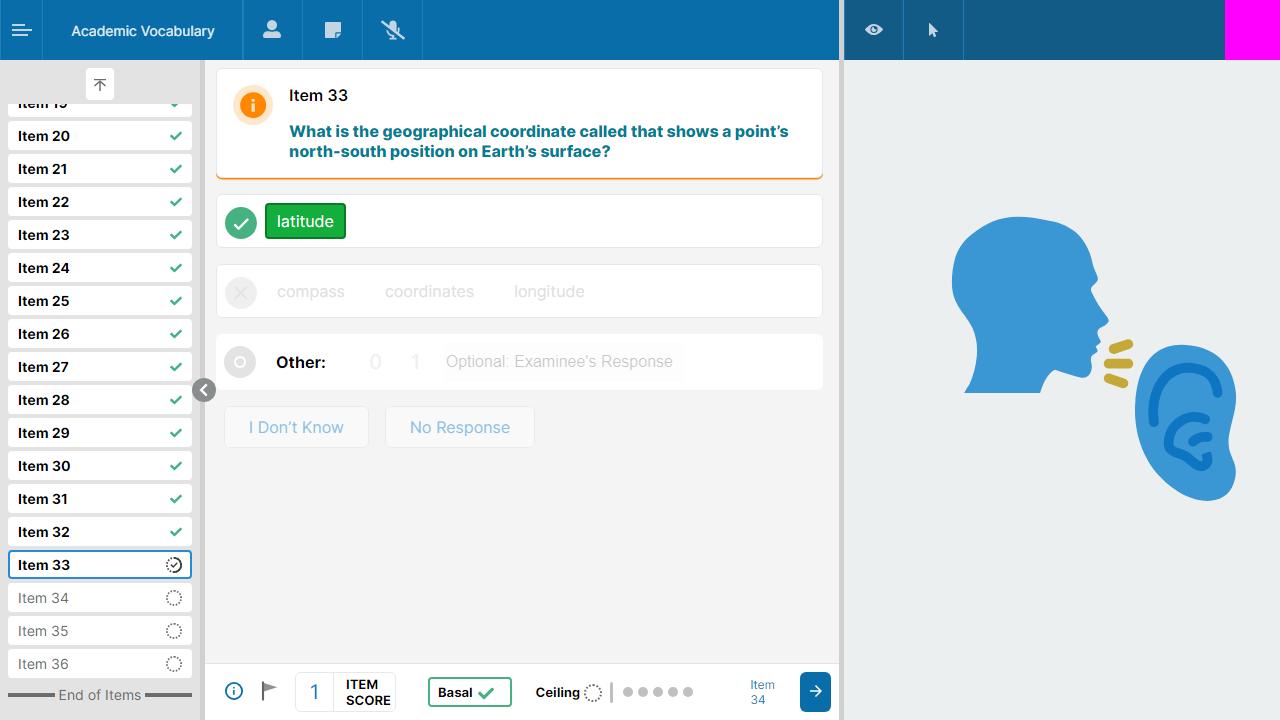 Academic Vocabulary
Item 19
Item 20
Item 21
Item 22
Item 23
Item 24
Item 25
Item 26
Item 27
Item 28
Item 29
Item 30
Item 31
Item 32
Item 33
Item 34
Item 35
Item 36
End of Items
Item 33
What is the geographical coordinate called that shows a point’s
north-south position on Earth’s surface?
latitude
compass coordinates longitude
Other: 0 1 Optional: Examinee's Response
I Don’t Know No Response
1 ITEM
SCORE
Basal
Ceiling
Item
34